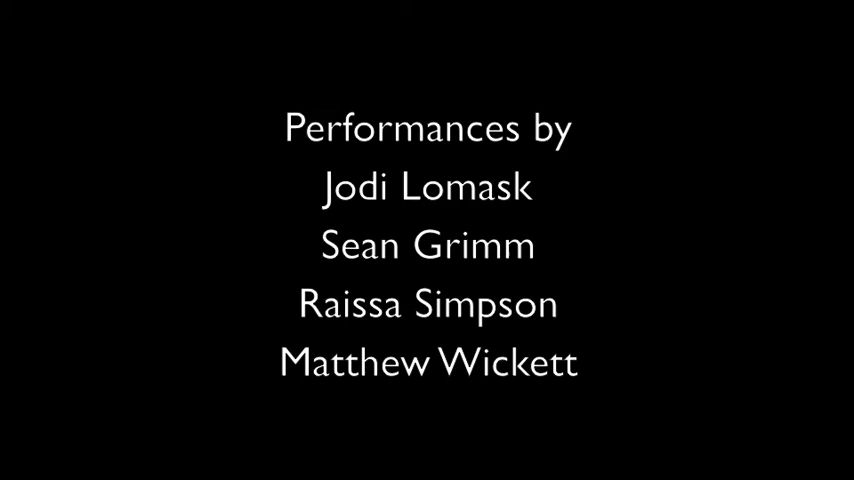 Performances by
Jodi Lomask
Sean Grimm
Raissa Simpson
Matthew Wickett